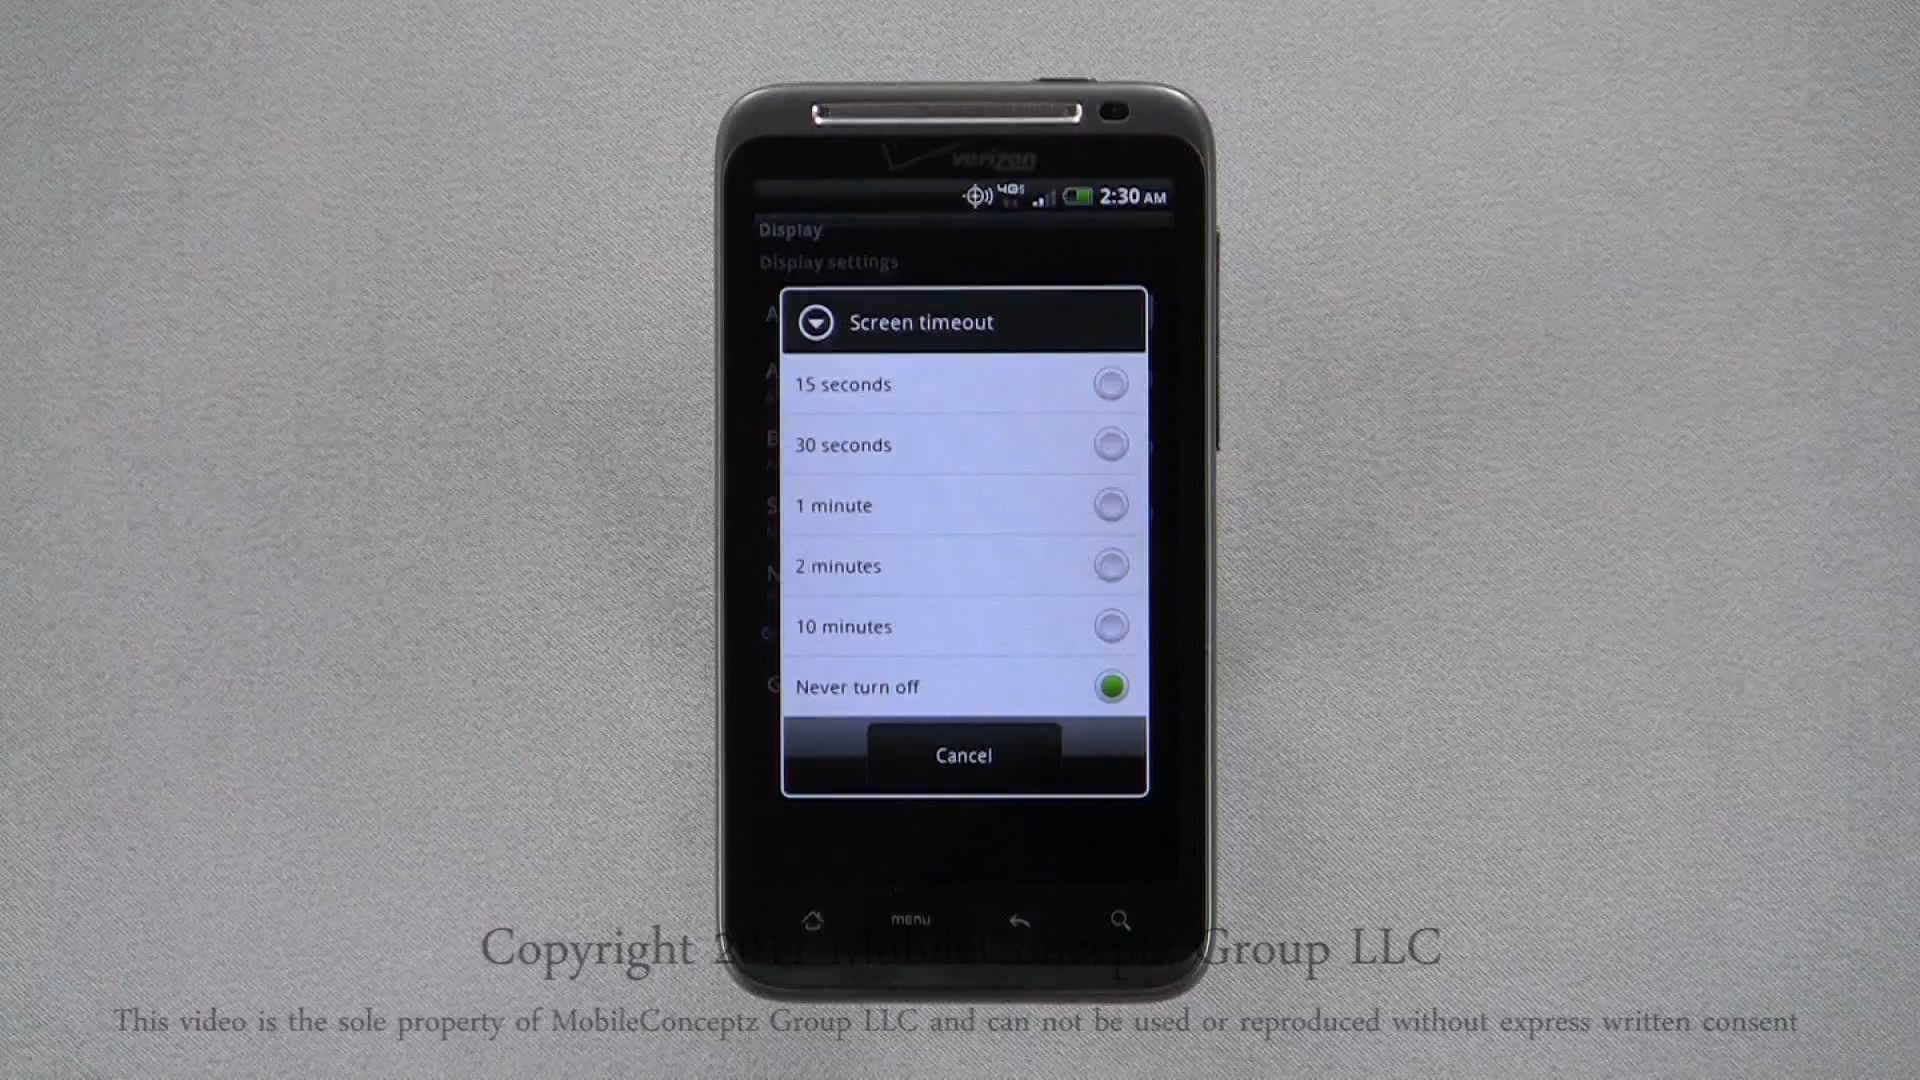 verizon
2:30 AM
Display
Display settings
Screen timeout
15 seconds
30 seconds
1 minute
2 minutes
10 minutes
Never turn off
Cancel
menu
Copyright Group LLC
This video is the sole property of MobileConceptz Group LLC and can not be used or reproduced without express written consent